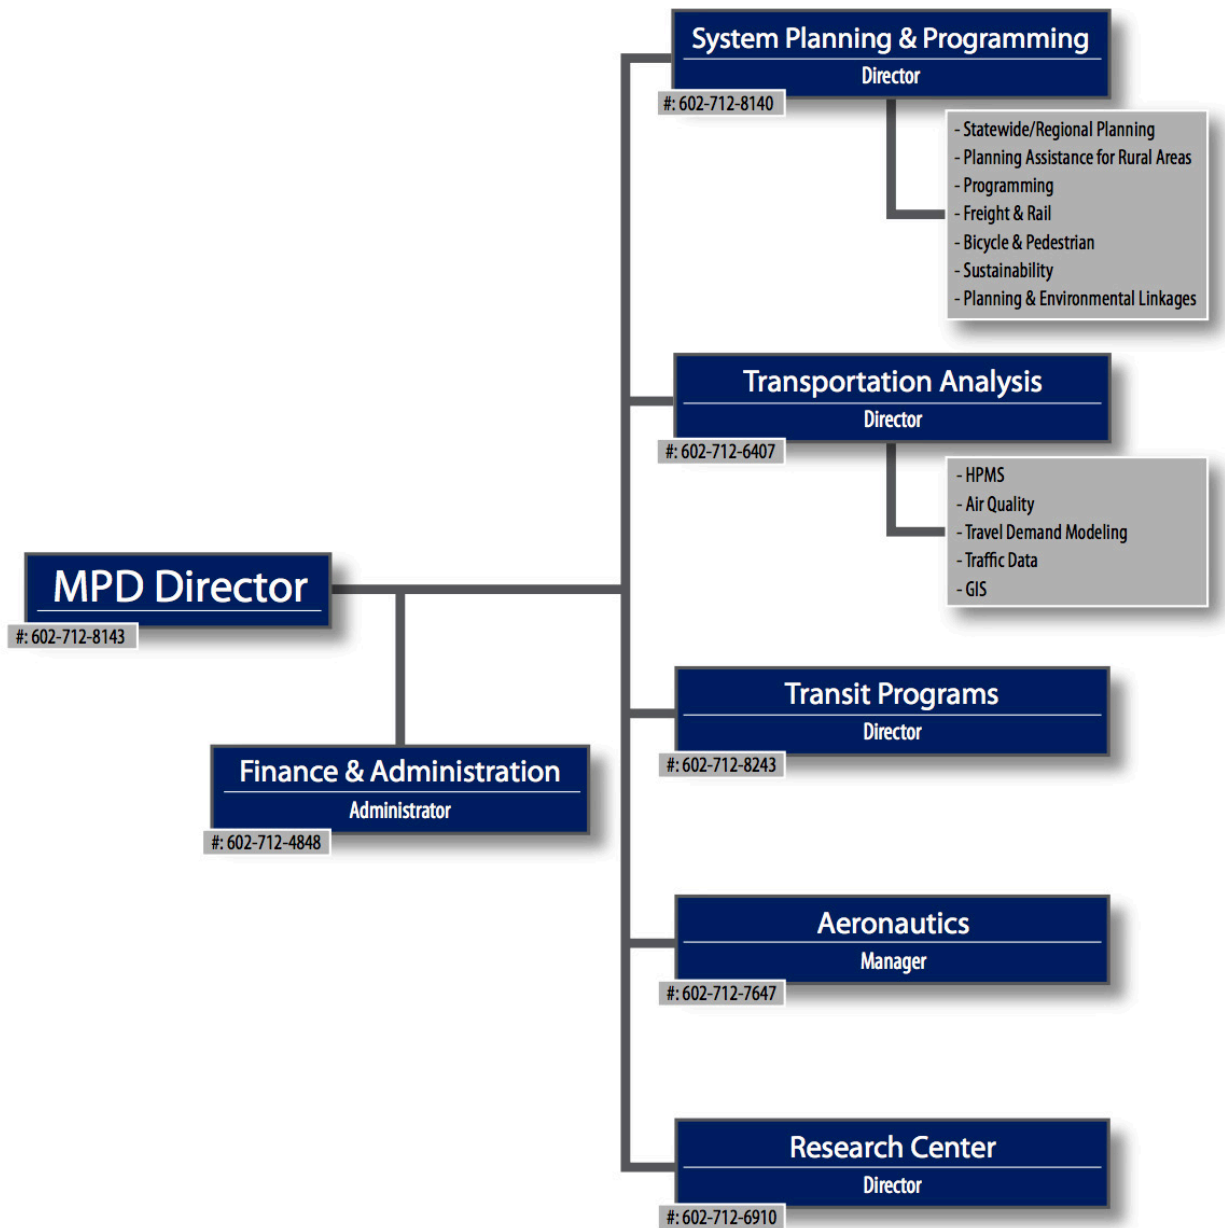 System Planning & Programming
Director
#: 602-712-8140
- Statewide/Regional Planning
- Planning Assistance for Rural Areas
- Programming
- Freight & Rail
- Bicycle & Pedestrian
- Sustainability
- Planning & Environmental Linkages
Transportation Analysis
Director
#: 602-712-6407
- HPMS
- Air Quality
- Travel Demand Modeling
- Traffic Data
- GIS
MPD Director
#: 602-712-8143
Transit Programs
Director
#: 602-712-8243
Finance & Administration
Administrator
#: 602-712-4848
Aeronautics
Manager
#: 602-712-7647
Research Center
Director
#: 602-712-6910